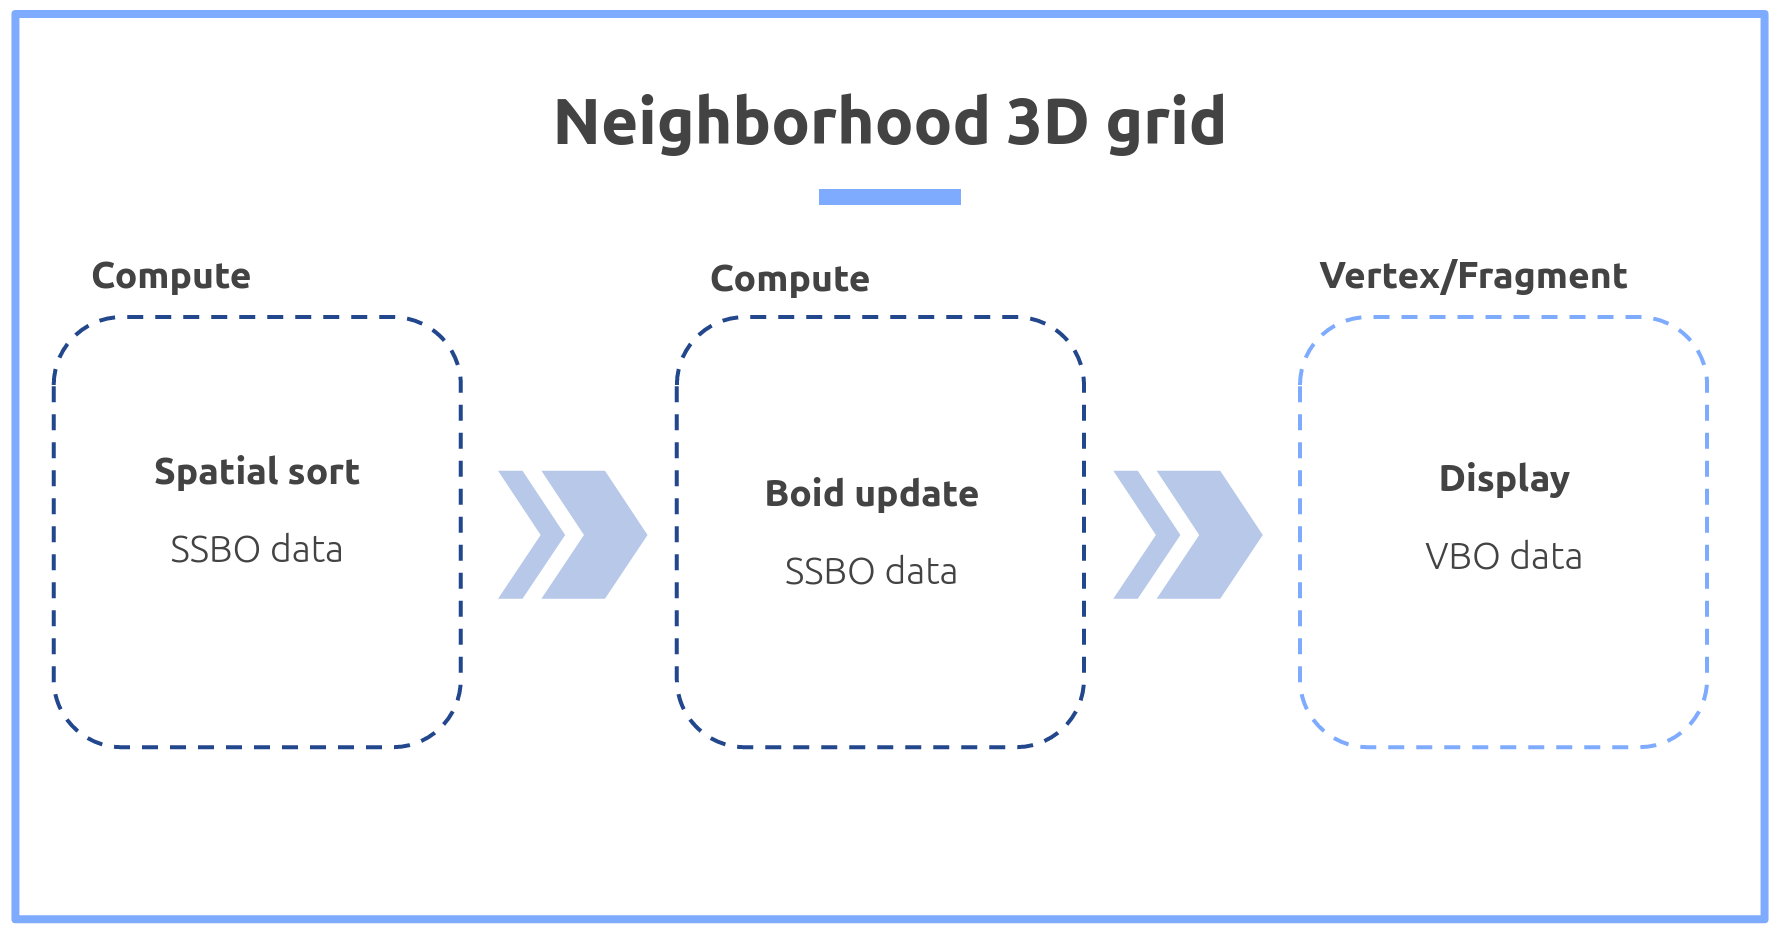 Neighborhood 3D grid
Compute
Spatial sort
SSBO data
Compute
Boid update
SSBO data
Vertex/Fragment
Display
VBO data